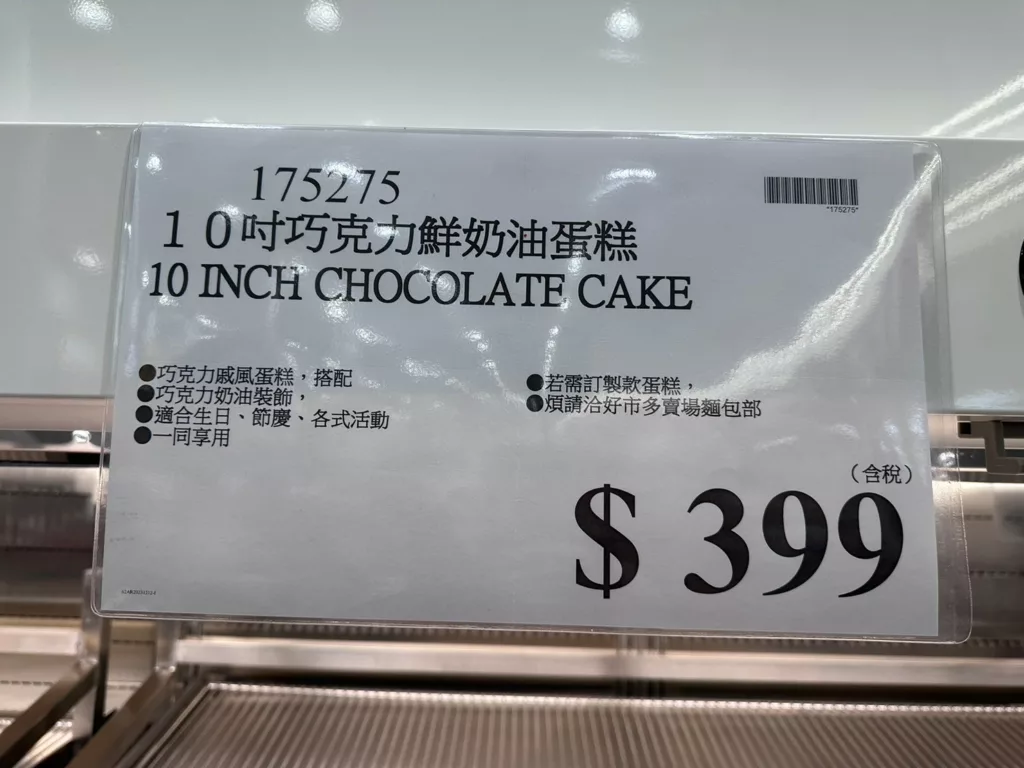 175275
"175275"
１０吋巧克力鮮奶油蛋糕
10 INCH CHOCOLATE CAKE
●巧克力戚風蛋糕，搭配
●巧克力奶油裝飾，
●適合生日、節慶、各式活動
●一同享用
●若需訂製款蛋糕，
●煩請洽好市多賣場麵包部
（含稅）
$ 399